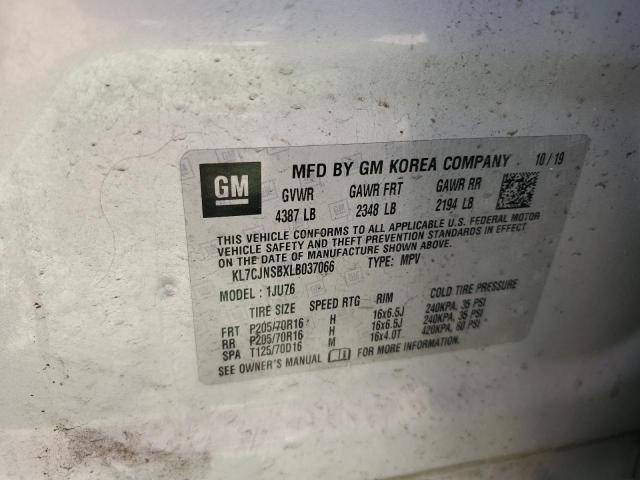 GM
MFD BY GM KOREA COMPANY 10/19
GVWR GAWR FRT GAWR RR
4387 LB 2348 LB 2194 LB
THIS VEHICLE CONFORMS TO ALL APPLICABLE U.S. FEDERAL MOTOR
VEHICLE SAFETY AND THEFT PREVENTION STANDARDS IN EFFECT
ON THE DATE OF MANUFACTURE SHOWN ABOVE.
KL7CJNSBXLB037066 TYPE: MPV
MODEL: 1JU76
TIRE SIZE SPEED RTG RIM COLD TIRE PRESSURE
FRT P205/70R16 H 16x6.5J 240KPA, 35 PSI
RR P205/70R16 H 16x6.5J 240KPA, 35 PSI
SPA T125/70D16 M 16x4.0T 420KPA, 60 PSI
SEE OWNER'S MANUAL FOR MORE INFORMATION.